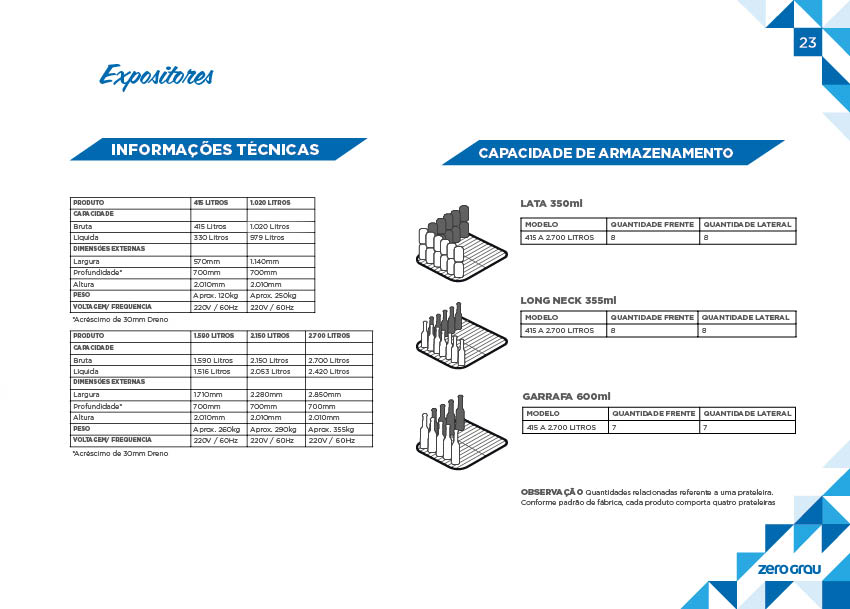 23
Expositores
INFORMAÇÕES TÉCNICAS
PRODUTO 415 LITROS 1.020 LITROS
CAPACIDADE
Bruta 415 Litros 1.020 Litros
Líquida 330 Litros 979 Litros
DIMENSÕES EXTERNAS
Largura 570mm 1.140mm
Profundidade* 700mm 700mm
Altura 2.010mm 2.010mm
PESO Aprox. 120kg Aprox. 250kg
VOLTAGEM/ FREQUENCIA 220V / 60Hz 220V / 60Hz
*Acréscimo de 30mm Dreno
PRODUTO 1.590 LITROS 2.150 LITROS 2.700 LITROS
CAPACIDADE
Bruta 1.590 Litros 2.150 Litros 2.700 Litros
Líquida 1.516 Litros 2.053 Litros 2.420 Litros
DIMENSÕES EXTERNAS
Largura 1.710mm 2.280mm 2.850mm
Profundidade* 700mm 700mm 700mm
Altura 2.010mm 2.010mm 2.010mm
PESO Aprox. 260kg Aprox. 290kg Aprox. 355kg
VOLTAGEM/ FREQUENCIA 220V / 60Hz 220V / 60Hz 220V / 60Hz
*Acréscimo de 30mm Dreno
CAPACIDADE DE ARMAZENAMENTO
LATA 350ml
MODELO QUANTIDADE FRENTE QUANTIDADE LATERAL
415 A 2.700 LITROS 8 8
LONG NECK 355ml
MODELO QUANTIDADE FRENTE QUANTIDADE LATERAL
415 A 2.700 LITROS 8 8
GARRAFA 600ml
MODELO QUANTIDADE FRENTE QUANTIDADE LATERAL
415 A 2.700 LITROS 7 7
OBSERVAÇÃO Quantidades relacionadas referente a uma prateleira.
Conforme padrão de fábrica, cada produto comporta quatro prateleiras
zero grau